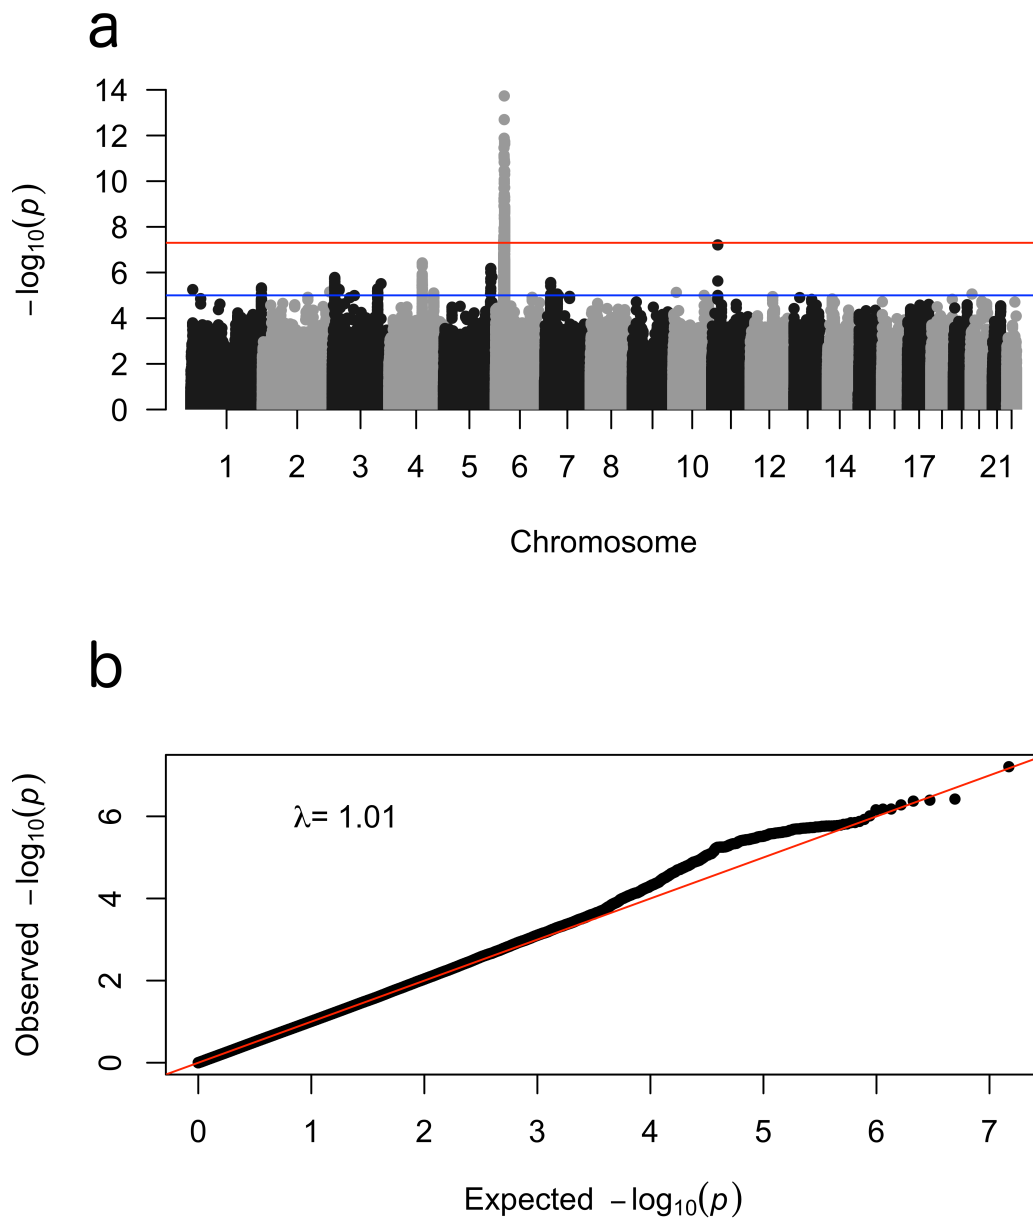 a
−log₁₀(p)
14
12
10
8
6
4
2
0
1 2 3 4 5 6 7 8 10 12 14 17 21
Chromosome
b
Observed −log₁₀(p)
6
4
2
0
λ= 1.01
0 1 2 3 4 5 6 7
Expected −log₁₀(p)